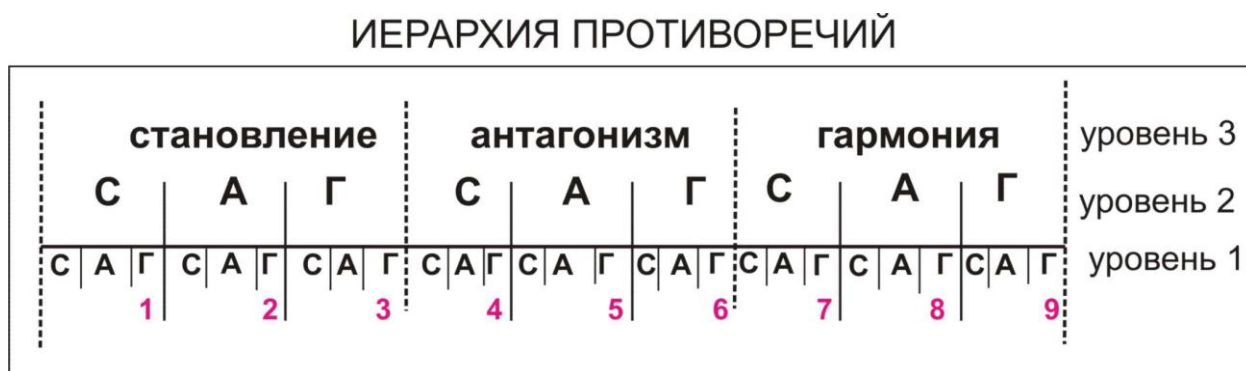 ИЕРАРХИЯ ПРОТИВОРЕЧИЙ
становление антагонизм гармония уровень 3
С А Г С А Г С А Г уровень 2
С А Г С А Г С А Г С А Г С А Г С А Г С А Г С А Г С А Г уровень 1
1 2 3 4 5 6 7 8 9